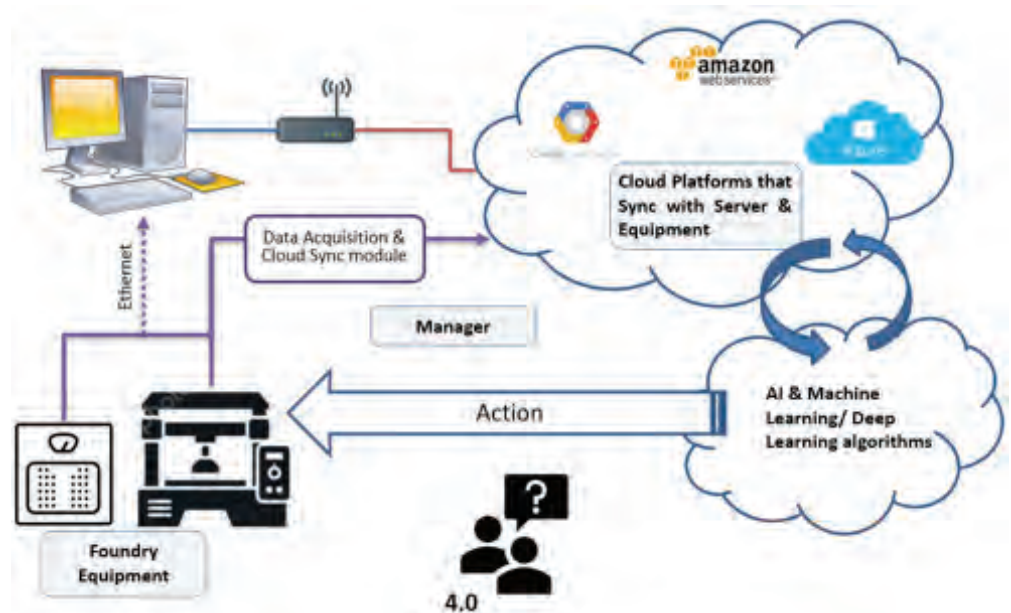 amazon
web services
Azure
Cloud Platforms that
Sync with Server &
Equipment
Data Acquisition &
Cloud Sync module
Ethernet
Manager
Action
AI & Machine
Learning/ Deep
Learning algorithms
?
Foundry
Equipment
4.0